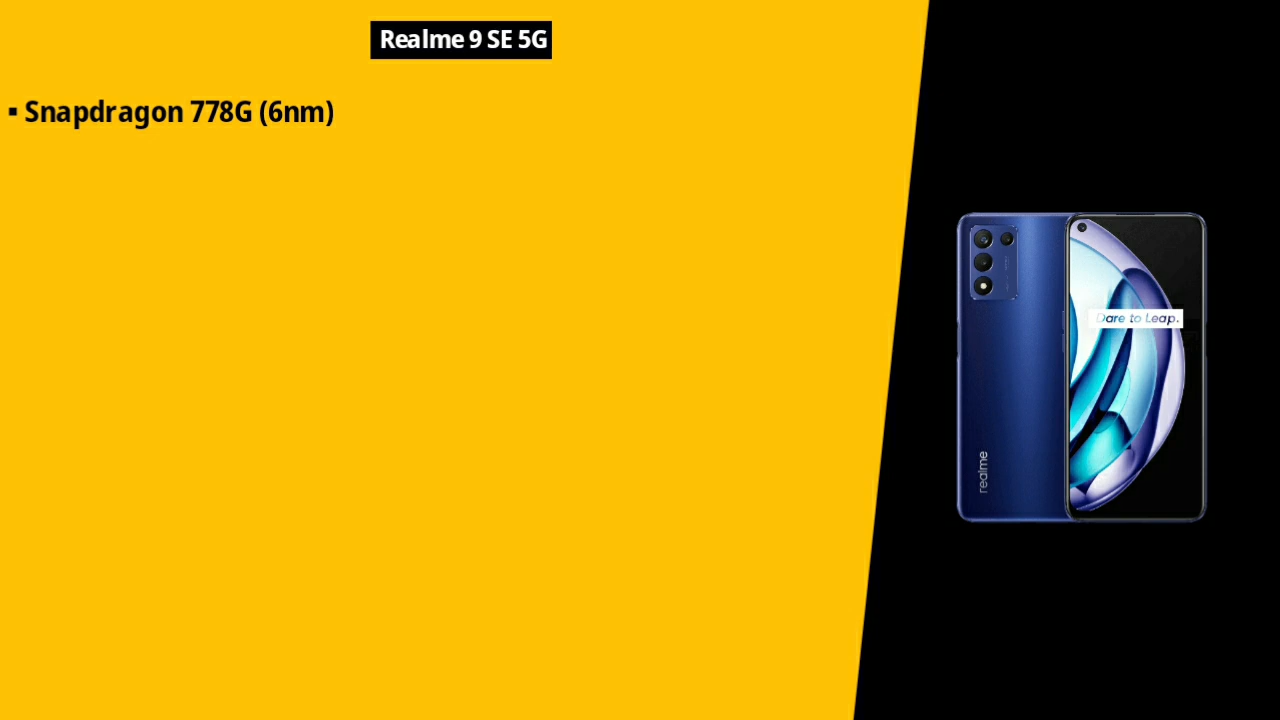 Realme 9 SE 5G
▪ Snapdragon 778G (6nm)
Dare to Leap.
realme